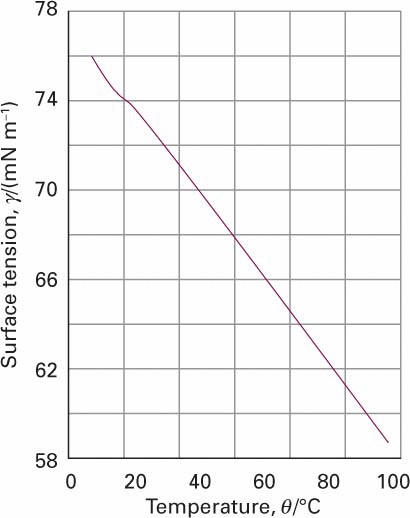 78
74
70
66
62
58
Surface tension, γ/(mN m⁻¹)
0 20 40 60 80 100
Temperature, θ/°C